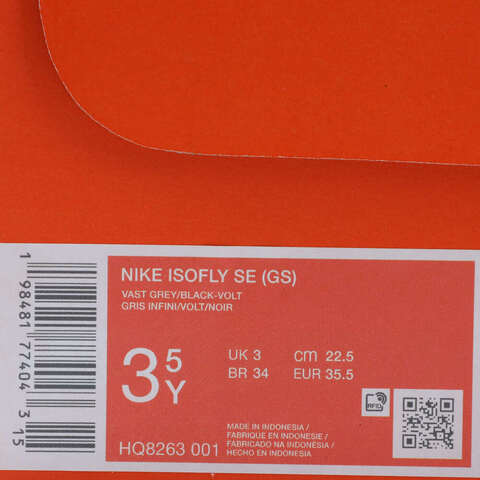 NIKE ISOFLY SE (GS)
VAST GREY/BLACK-VOLT
GRIS INFINI/VOLT/NOIR
3 5Y
UK 3 cm 22.5
BR 34 EUR 35.5
RFID
HQ8263 001
MADE IN INDONESIA /
FABRIQUE EN INDONESIE /
FABRICADO NA INDONÉSIA /
HECHO EN INDONESIA
1 98481 77404 3 15